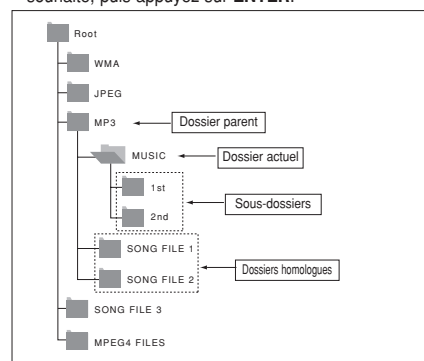 souhaité, puis appuyez sur ENTER.
Root
WMA
JPEG
MP3
Dossier parent
MUSIC
Dossier actuel
1st
Sous-dossiers
2nd
SONG FILE 1
Dossiers homologues
SONG FILE 2
SONG FILE 3
MPEG4 FILES